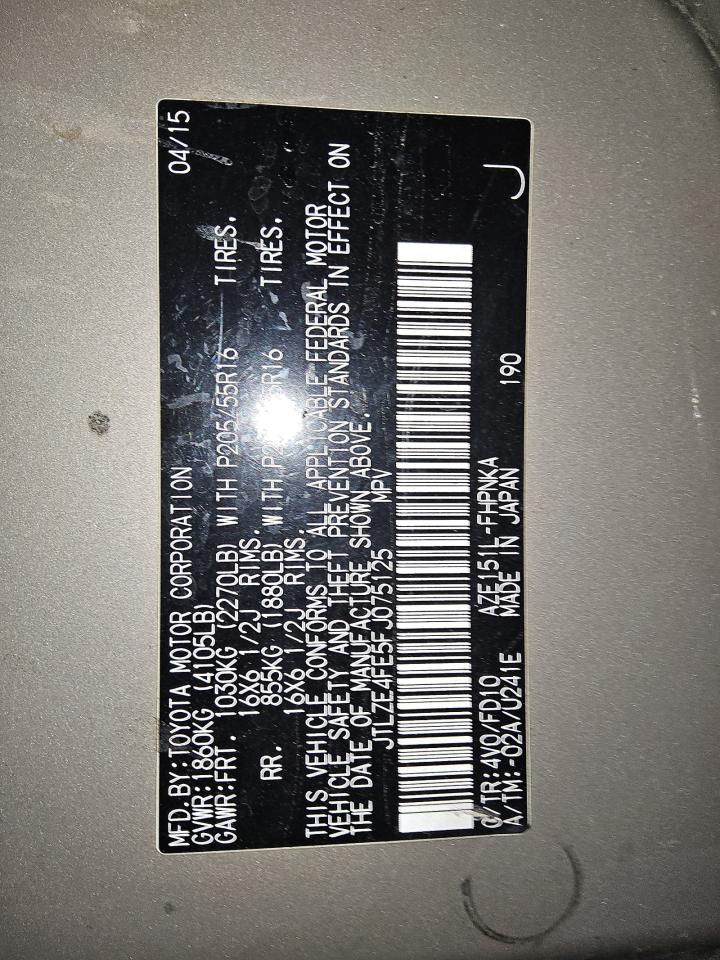 MFD.BY:TOYOTA MOTOR CORPORATION 04/15
GVWR:1860KG (4105LB)
GAWR:FRT. 1030KG (2270LB) WITH P205/55R16 TIRES,
16X6 1/2J RIMS.
RR. 855KG (1880LB) WITH TIRES,
16X6 1/2J RIMS.
THIS VEHICLE CONFORMS TO ALL APPLICABLE FEDERAL MOTOR
VEHICLE SAFETY AND THEFT PREVENTION STANDARDS IN EFFECT ON
THE DATE OF MANUFACTURE SHOWN ABOVE.
JTLZE4FE5FJ075125 MPV
C/TR:4V0/FD10 AZE151L-FHPNKA
A/TM:-02A/U241E MADE IN JAPAN 190 J